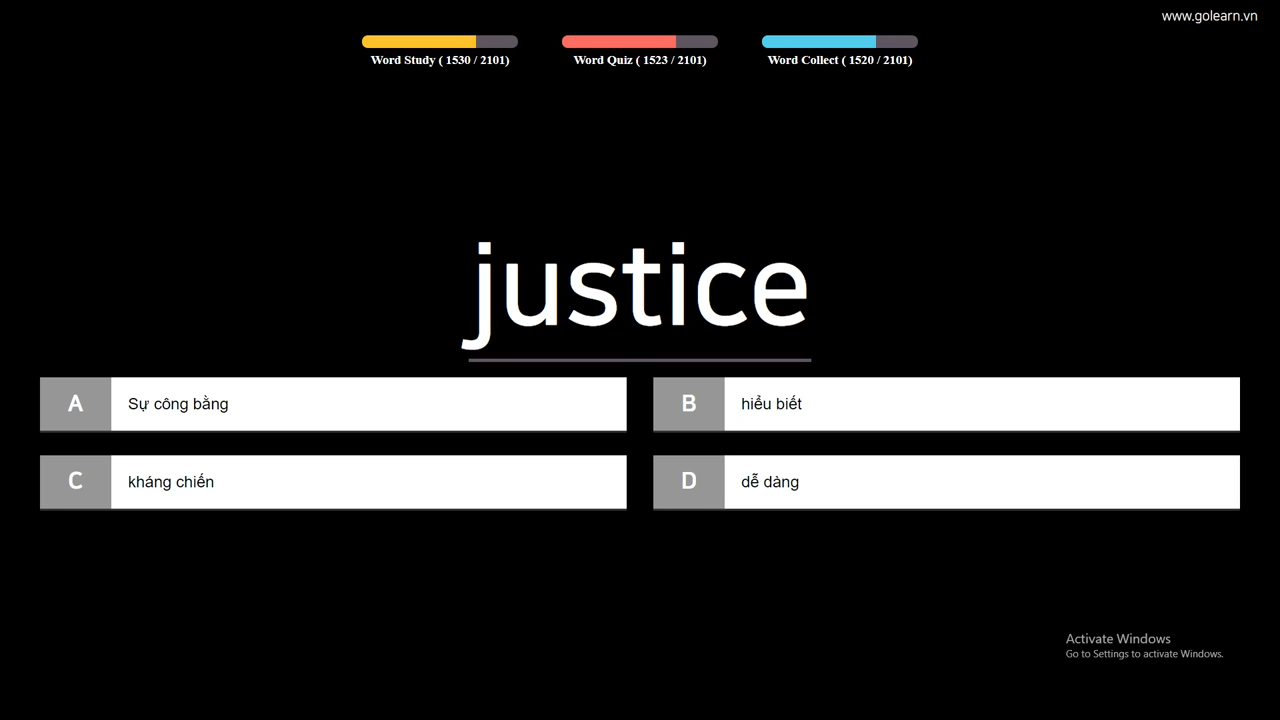 www.golearn.vn
Word Study ( 1530 / 2101)
Word Quiz ( 1523 / 2101)
Word Collect ( 1520 / 2101)
justice
A Sự công bằng
B hiểu biết
C kháng chiến
D dễ dàng
Activate Windows
Go to Settings to activate Windows.